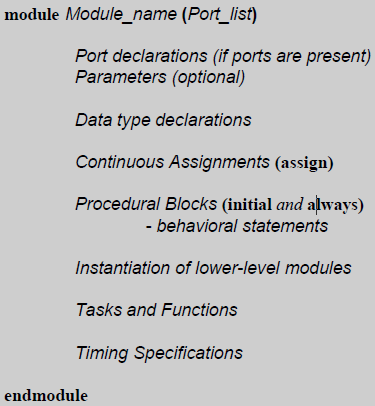 module Module_name (Port_list)
Port declarations (if ports are present)
Parameters (optional)
Data type declarations
Continuous Assignments (assign)
Procedural Blocks (initial and always)
- behavioral statements
Instantiation of lower-level modules
Tasks and Functions
Timing Specifications
endmodule